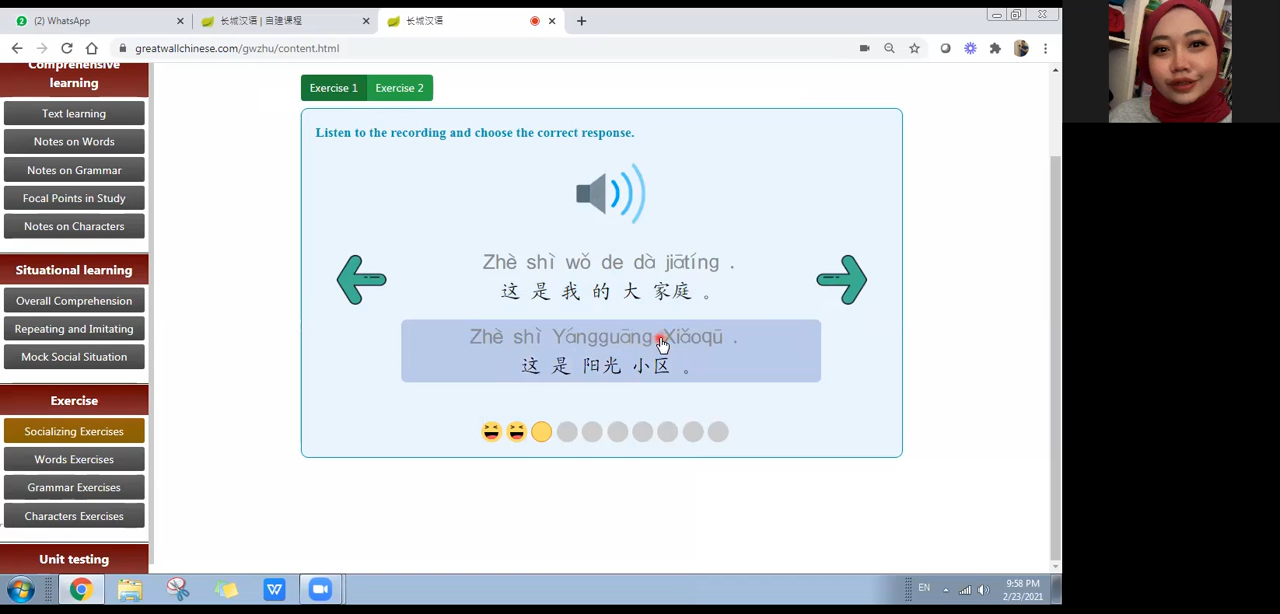 (2) WhatsApp
长城汉语 | 自建课程
长城汉语
greatwallchinese.com/gwzhu/content.html
Comprehensive
learning
Text learning
Notes on Words
Notes on Grammar
Focal Points in Study
Notes on Characters
Situational learning
Overall Comprehension
Repeating and Imitating
Mock Social Situation
Exercise
Socializing Exercises
Words Exercises
Grammar Exercises
Characters Exercises
Unit testing
Exercise 1
Exercise 2
Listen to the recording and choose the correct response.
Zhè shì wǒ de dà jiātíng .
这 是 我 的 大 家庭 。
Zhè shì Yángguāng Xiǎoqū .
这 是 阳光 小区 。
EN
9:58 PM
2/23/2021